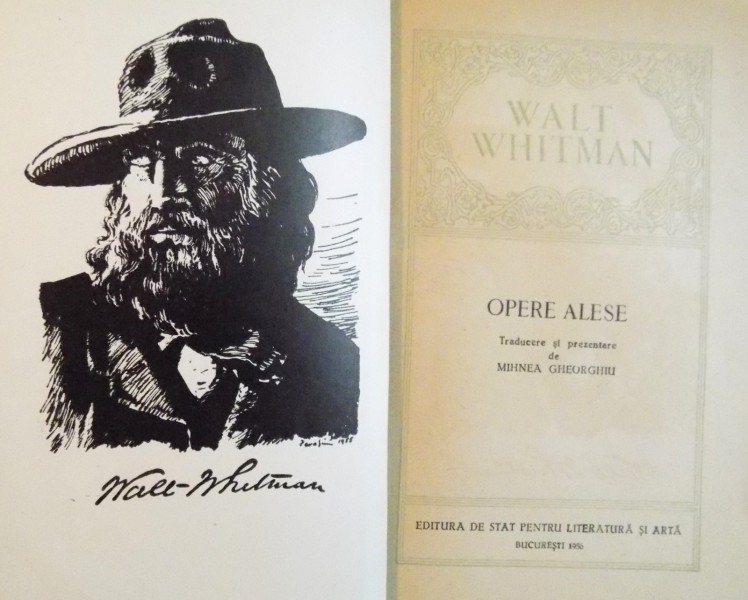 1955
Walt Whitman
WALT
WHITMAN
OPERE ALESE
Traducere și prezentare
de
MIHNEA GHEORGHIU
EDITURA DE STAT PENTRU LITERATURĂ ȘI ARTĂ
BUCUREȘTI 1956